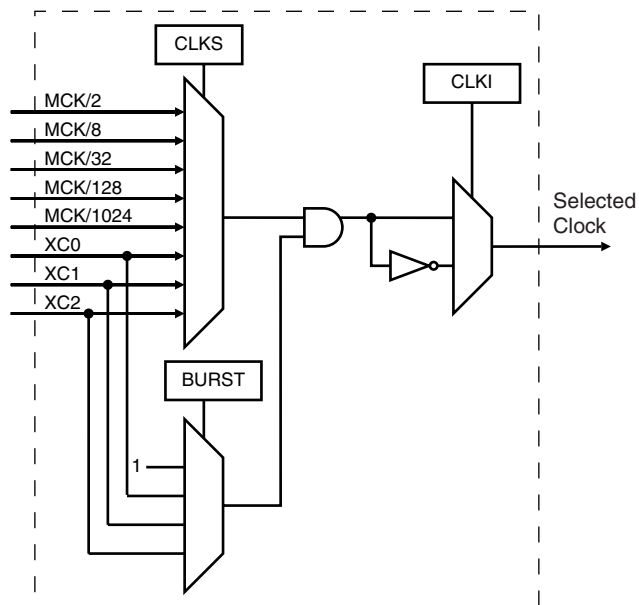 CLKS
CLKI
MCK/2
MCK/8
MCK/32
MCK/128
MCK/1024
XC0
XC1
XC2
Selected
Clock
BURST
1